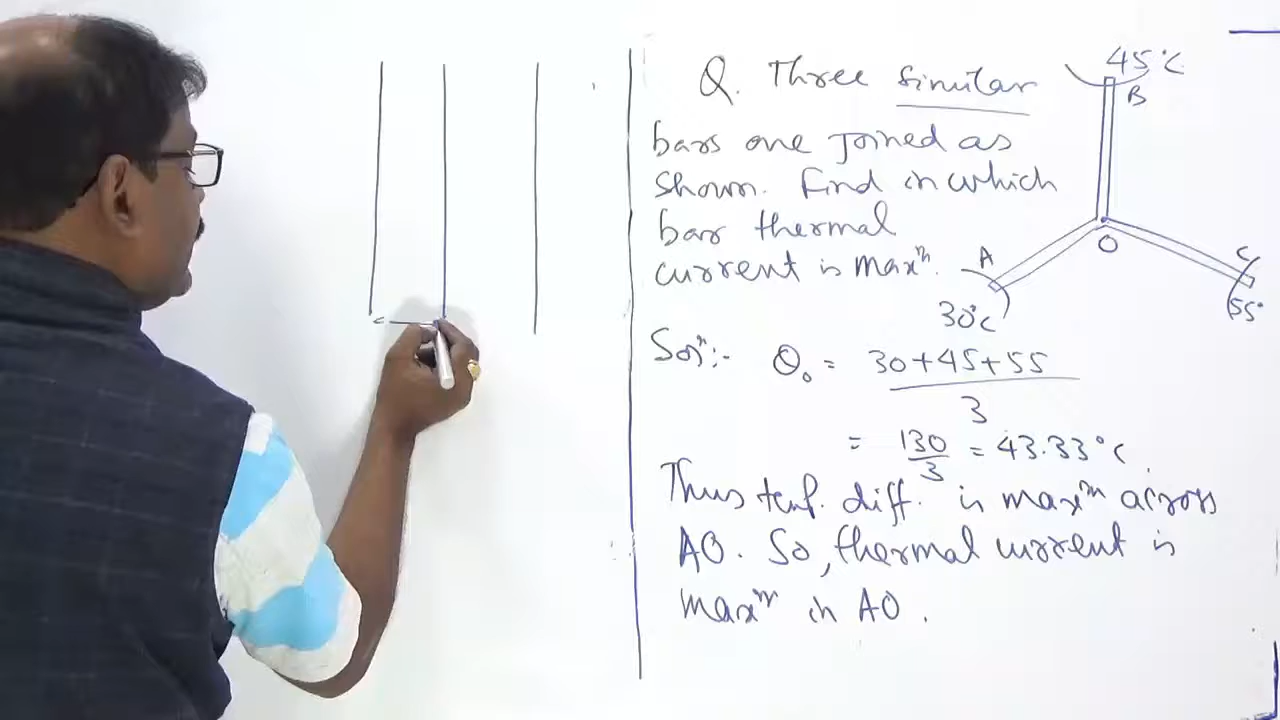 Q. Three similar
bars one joined as
shown. Find in which
bar thermal
current is maxᵐ.
45°C
B
O
A
30°C
C
55°
Solⁿ:- θ₀ = 30+45+55
3
= 130/3 = 43.33°C.
Thus temp. diff. is maxᵐ across
AO. So, thermal current is
maxᵐ in AO.